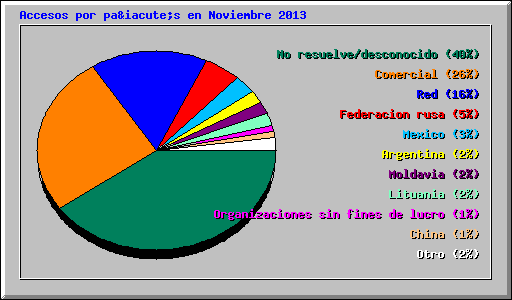 Accesos por pa&iacute;s en Noviembre 2013
No resuelve/desconocido (40%)
Comercial (26%)
Red (16%)
Federacion rusa (5%)
Mexico (3%)
Argentina (2%)
Moldavia (2%)
Lituania (2%)
Organizaciones sin fines de lucro (1%)
China (1%)
Otro (2%)